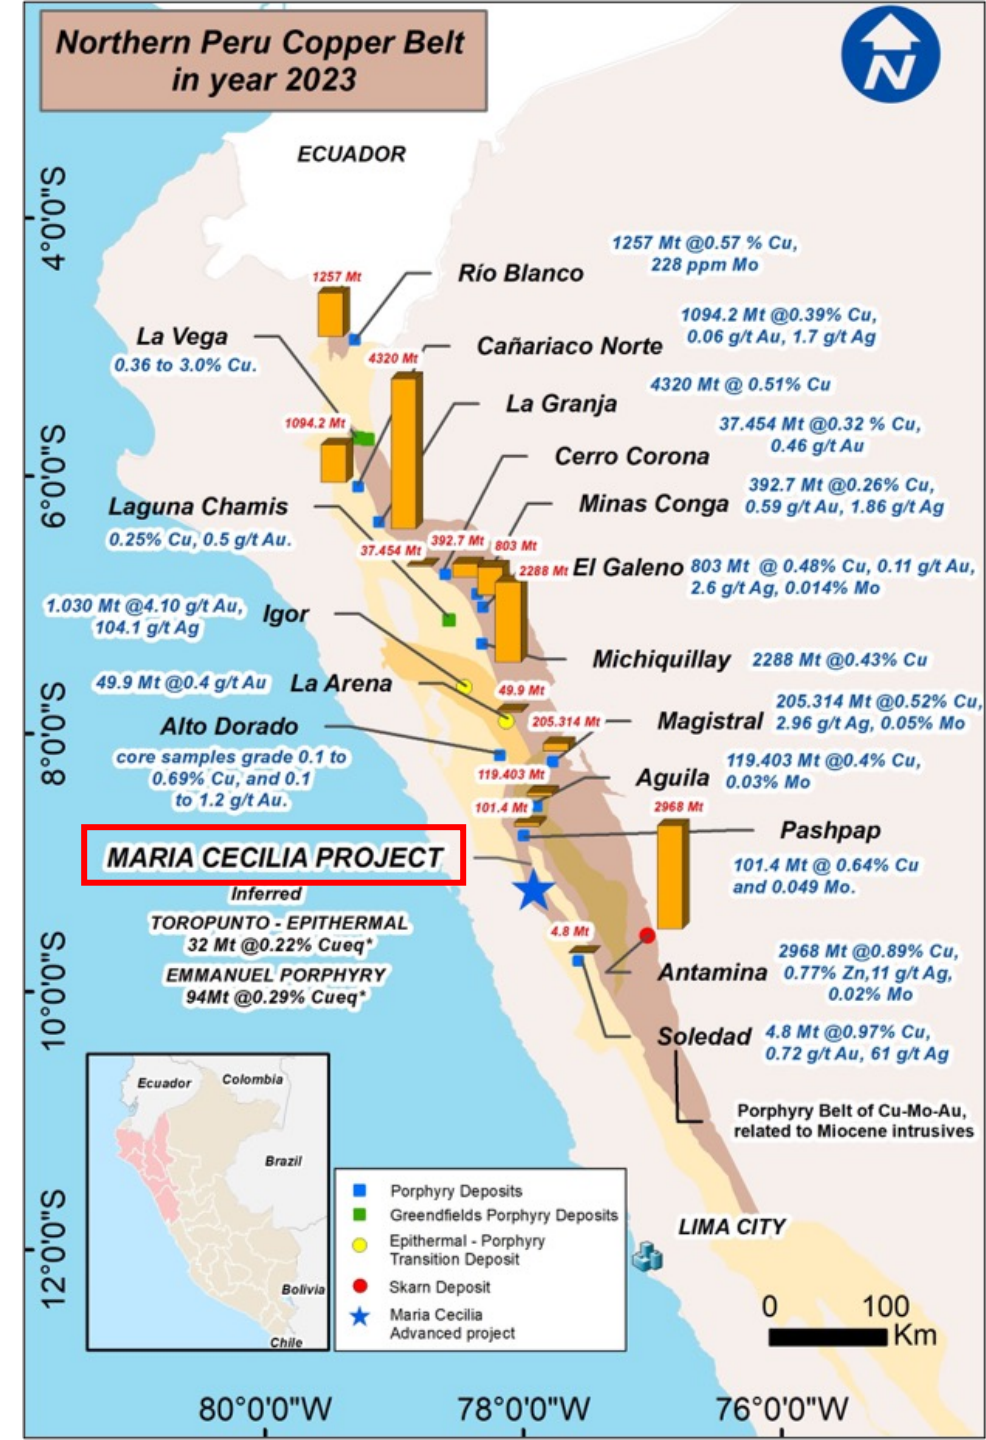 Northern Peru Copper Belt
in year 2023
N
ECUADOR
4°0'0"S
6°0'0"S
8°0'0"S
10°0'0"S
12°0'0"S
1257 Mt @0.57 % Cu,
228 ppm Mo
1257 Mt
Río Blanco
La Vega
0.36 to 3.0% Cu.
1094.2 Mt @0.39% Cu,
0.06 g/t Au, 1.7 g/t Ag
4320 Mt
Cañariaco Norte
4320 Mt @ 0.51% Cu
La Granja
1094.2 Mt
37.454 Mt @0.32 % Cu,
0.46 g/t Au
Cerro Corona
392.7 Mt @0.26% Cu,
0.59 g/t Au, 1.86 g/t Ag
Minas Conga
Laguna Chamis
0.25% Cu, 0.5 g/t Au.
37.454 Mt
392.7 Mt
803 Mt
2288 Mt
El Galeno
803 Mt @ 0.48% Cu, 0.11 g/t Au,
2.6 g/t Ag, 0.014% Mo
1.030 Mt @4.10 g/t Au,
104.1 g/t Ag
Igor
Michiquillay
2288 Mt @0.43% Cu
49.9 Mt @0.4 g/t Au
La Arena
49.9 Mt
205.314 Mt
Magistral
205.314 Mt @0.52% Cu,
2.96 g/t Ag, 0.05% Mo
Alto Dorado
core samples grade 0.1 to
0.69% Cu, and 0.1
to 1.2 g/t Au.
119.403 Mt
Aguila
119.403 Mt @0.4% Cu,
0.03% Mo
101.4 Mt
2968 Mt
Pashpap
101.4 Mt @ 0.64% Cu
and 0.049 Mo.
MARIA CECILIA PROJECT
Inferred
TOROPUNTO - EPITHERMAL
32 Mt @0.22% Cueq*
EMMANUEL PORPHYRY
94Mt @0.29% Cueq*
4.8 Mt
Antamina
2968 Mt @0.89% Cu,
0.77% Zn,11 g/t Ag,
0.02% Mo
Soledad
4.8 Mt @0.97% Cu,
0.72 g/t Au, 61 g/t Ag
Porphyry Belt of Cu-Mo-Au,
related to Miocene intrusives
Ecuador
Colombia
Brazil
Bolivia
Chile
Porphyry Deposits
Greendfields Porphyry Deposits
Epithermal - Porphyry
Transition Deposit
Skarn Deposit
Maria Cecilia
Advanced project
LIMA CITY
0 100
Km
80°0'0"W
78°0'0"W
76°0'0"W